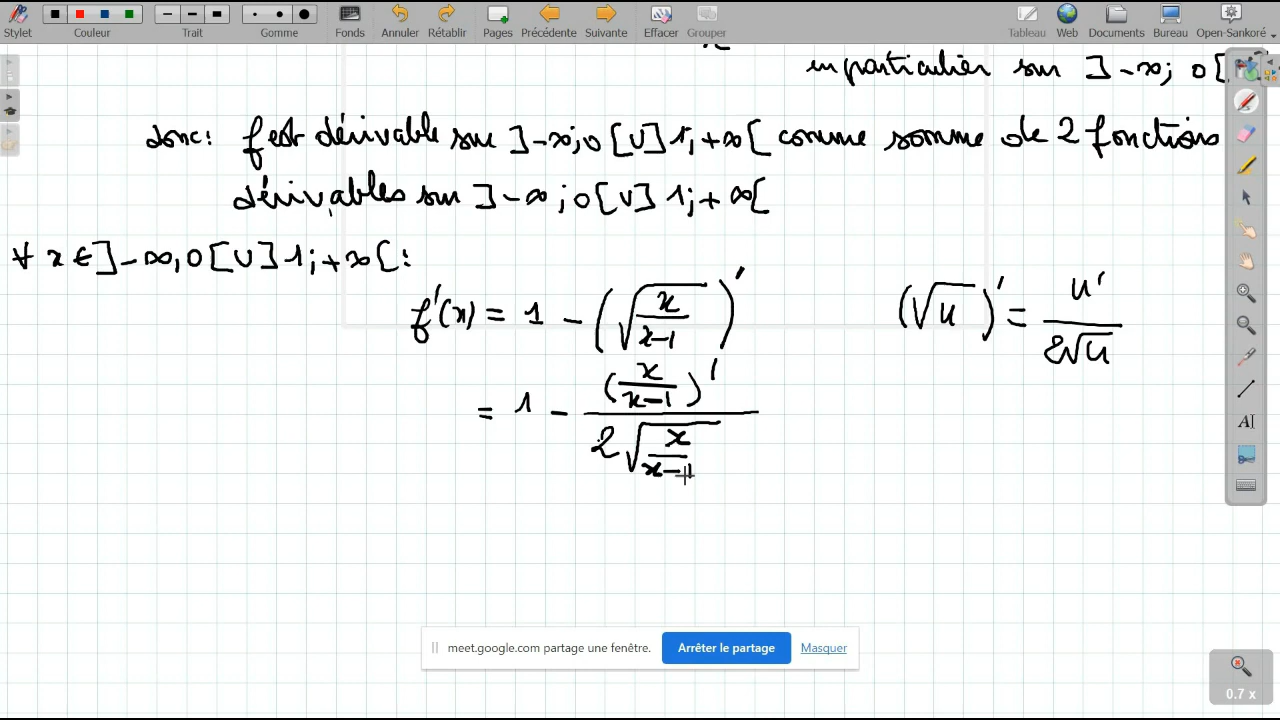 Stylet Couleur Trait Gomme Fonds Annuler Rétablir Pages Précédente Suivante Effacer Grouper Tableau Web Documents Bureau Open-Sankoré
en particulier sur ]-∞; 0[
donc: f est dérivable sur ]-∞;0[U]1;+∞[ comme somme de 2 fonctions
dérivables sur ]-∞;0[U]1;+∞[
∀x∈]-∞,0[U]1;+∞[:
f'(x) = 1 - (√(x/(x-1)))' (√u)' = u'/(2√u)
= 1 - (x/(x-1))'/(2√(x/(x-1)))
meet.google.com partage une fenêtre. Arrêter le partage Masquer
0.7 x